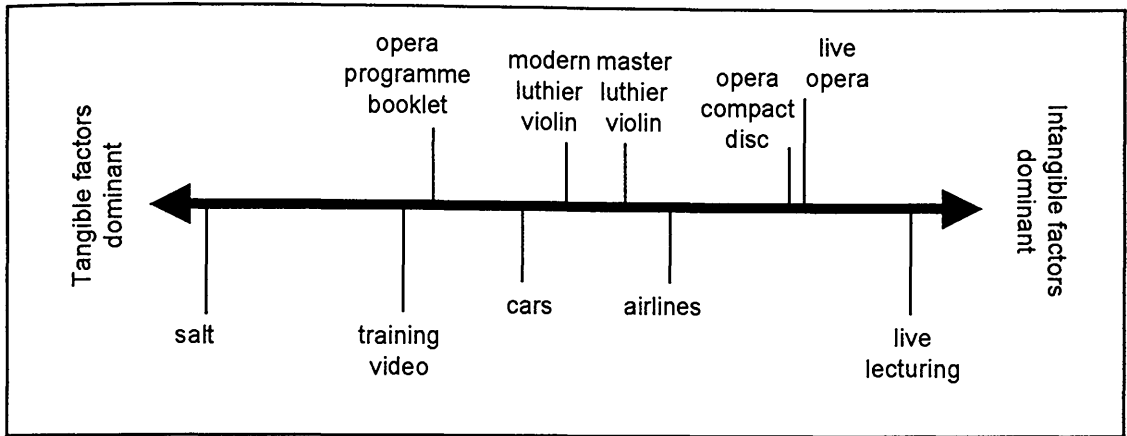 opera
programme
booklet
modern
luthier
violin
master
luthier
violin
opera
compact
disc
live
opera
Tangible factors
dominant
Intangible factors
dominant
salt
training
video
cars
airlines
live
lecturing